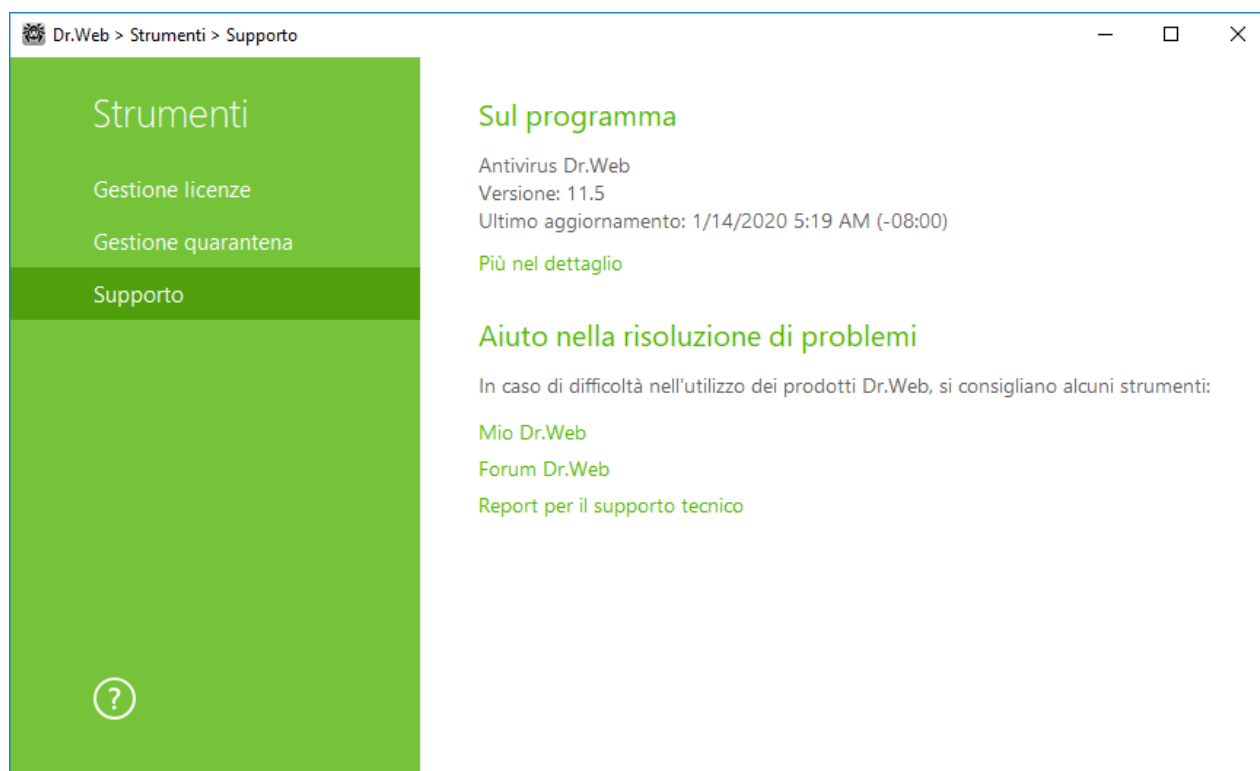 Dr.Web > Strumenti > Supporto
Strumenti
Gestione licenze
Gestione quarantena
Supporto
?
Sul programma
Antivirus Dr.Web
Versione: 11.5
Ultimo aggiornamento: 1/14/2020 5:19 AM (-08:00)
Più nel dettaglio
Aiuto nella risoluzione di problemi
In caso di difficoltà nell'utilizzo dei prodotti Dr.Web, si consigliano alcuni strumenti:
Mio Dr.Web
Forum Dr.Web
Report per il supporto tecnico